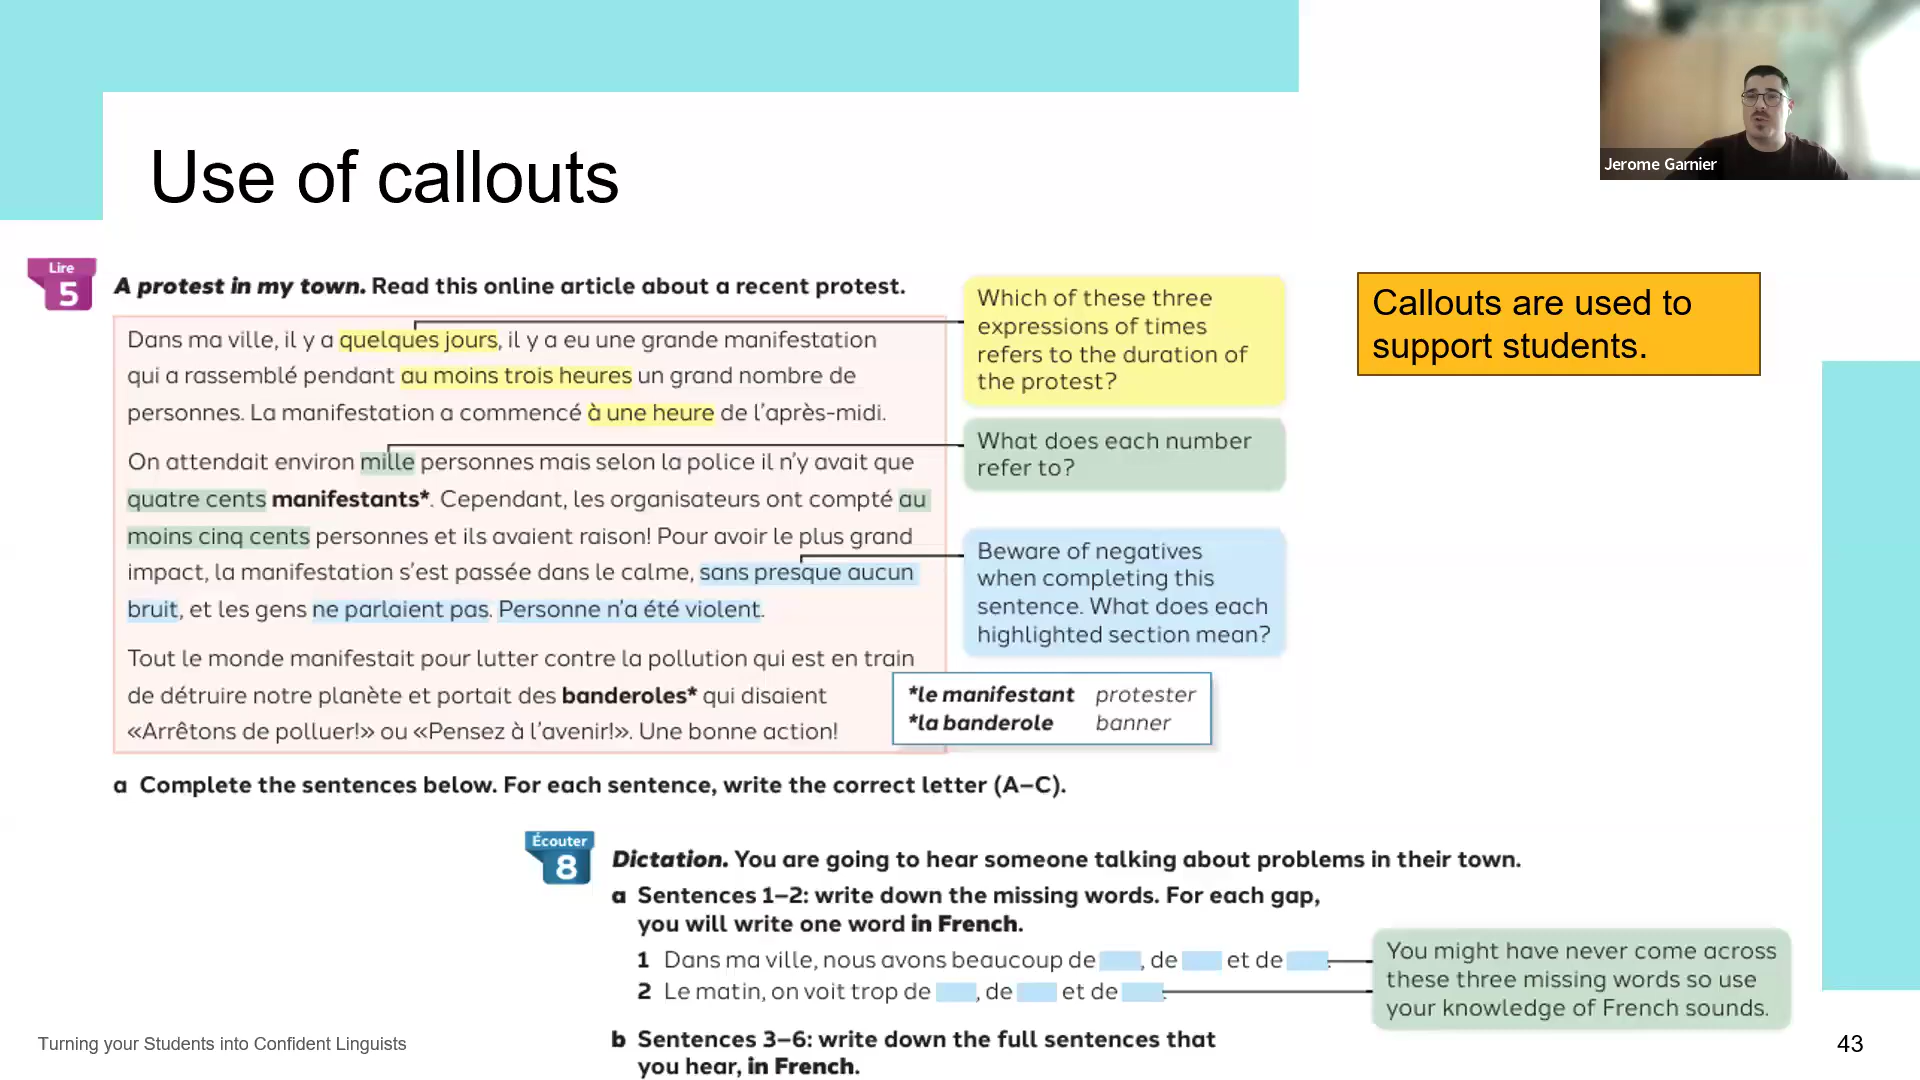 Jerome Garnier
Use of callouts
Callouts are used to
support students.
Lire
5
A protest in my town. Read this online article about a recent protest.
Dans ma ville, il y a quelques jours, il y a eu une grande manifestation
qui a rassemblé pendant au moins trois heures un grand nombre de
personnes. La manifestation a commencé à une heure de l'après-midi.
On attendait environ mille personnes mais selon la police il n'y avait que
quatre cents manifestants*. Cependant, les organisateurs ont compté au
moins cinq cents personnes et ils avaient raison! Pour avoir le plus grand
impact, la manifestation s'est passée dans le calme, sans presque aucun
bruit, et les gens ne parlaient pas. Personne n'a été violent.
Tout le monde manifestait pour lutter contre la pollution qui est en train
de détruire notre planète et portait des banderoles* qui disaient
«Arrêtons de polluer!» ou «Pensez à l'avenir!». Une bonne action!
Which of these three
expressions of times
refers to the duration of
the protest?
What does each number
refer to?
Beware of negatives
when completing this
sentence. What does each
highlighted section mean?
*le manifestant protester
*la banderole banner
a Complete the sentences below. For each sentence, write the correct letter (A–C).
Écouter
8
Dictation. You are going to hear someone talking about problems in their town.
a Sentences 1–2: write down the missing words. For each gap,
you will write one word in French.
1 Dans ma ville, nous avons beaucoup de , de et de .
2 Le matin, on voit trop de , de et de .
You might have never come across
these three missing words so use
your knowledge of French sounds.
b Sentences 3–6: write down the full sentences that
you hear, in French.
Turning your Students into Confident Linguists
43